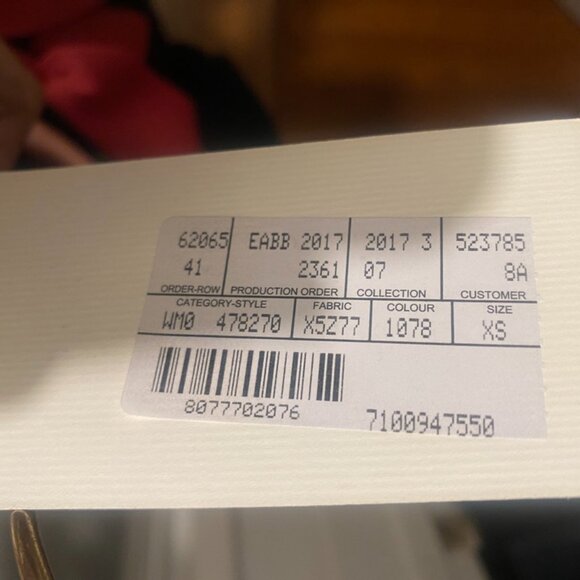 62065 EABB 2017 2017 3 523785
41 2361 07 8A
ORDER-ROW PRODUCTION ORDER COLLECTION CUSTOMER
CATEGORY-STYLE FABRIC COLOUR SIZE
WM0 478270 X5Z77 1078 XS
8077702076 7100947550